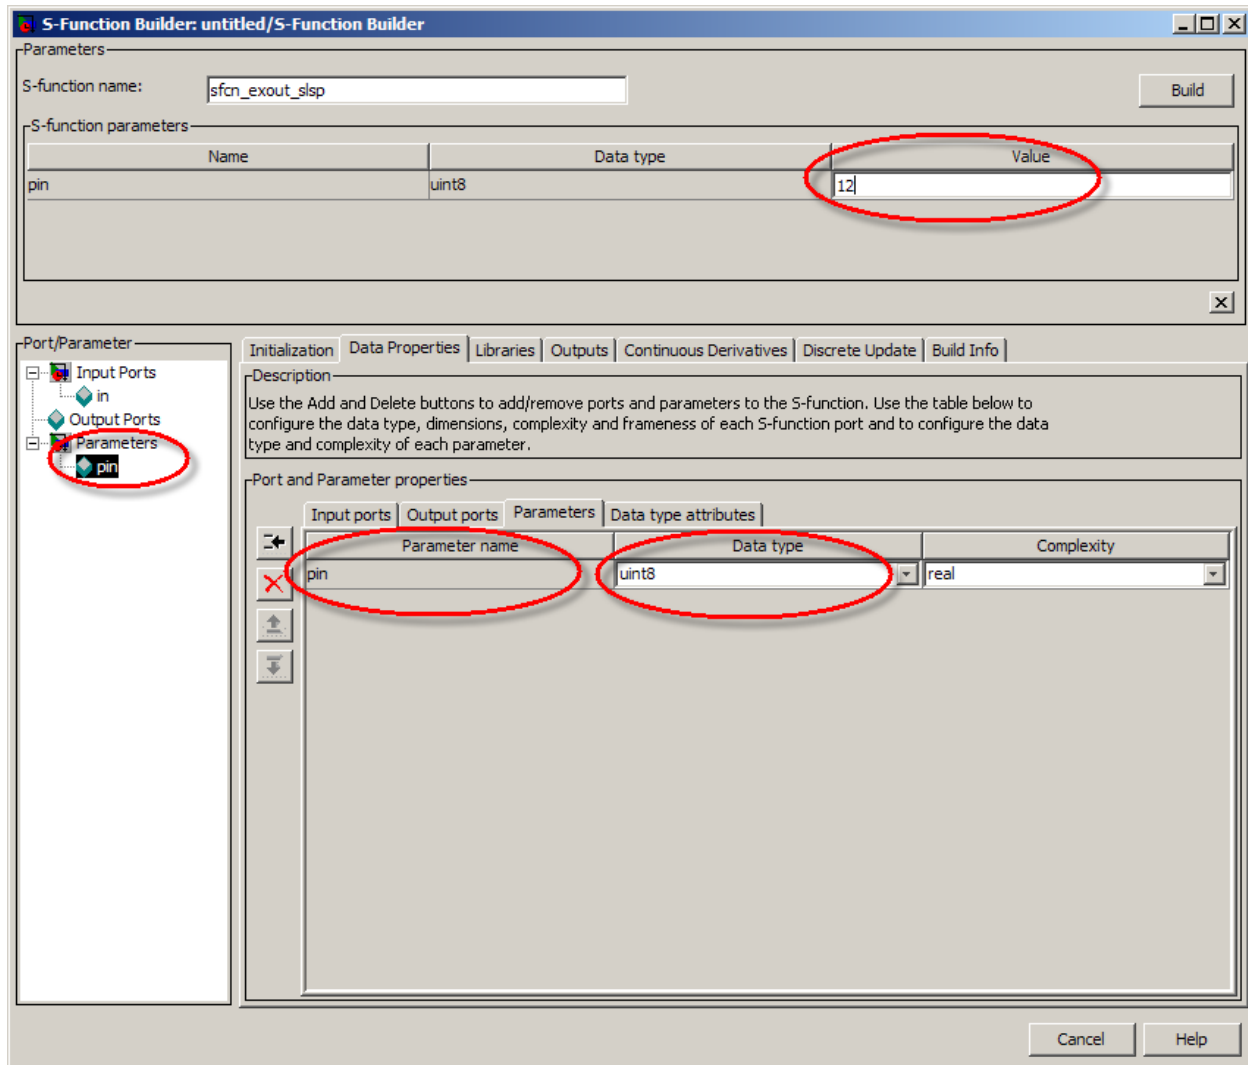 S-Function Builder: untitled/S-Function Builder
Parameters
S-function name: sfcn_exout_slsp Build
S-function parameters
Name Data type Value
pin uint8 12
Port/Parameter
Input Ports
in
Output Ports
Parameters
pin
Initialization Data Properties Libraries Outputs Continuous Derivatives Discrete Update Build Info
Description
Use the Add and Delete buttons to add/remove ports and parameters to the S-function. Use the table below to
configure the data type, dimensions, complexity and frameness of each S-function port and to configure the data
type and complexity of each parameter.
Port and Parameter properties
Input ports Output ports Parameters Data type attributes
Parameter name Data type Complexity
pin uint8 real
Cancel Help